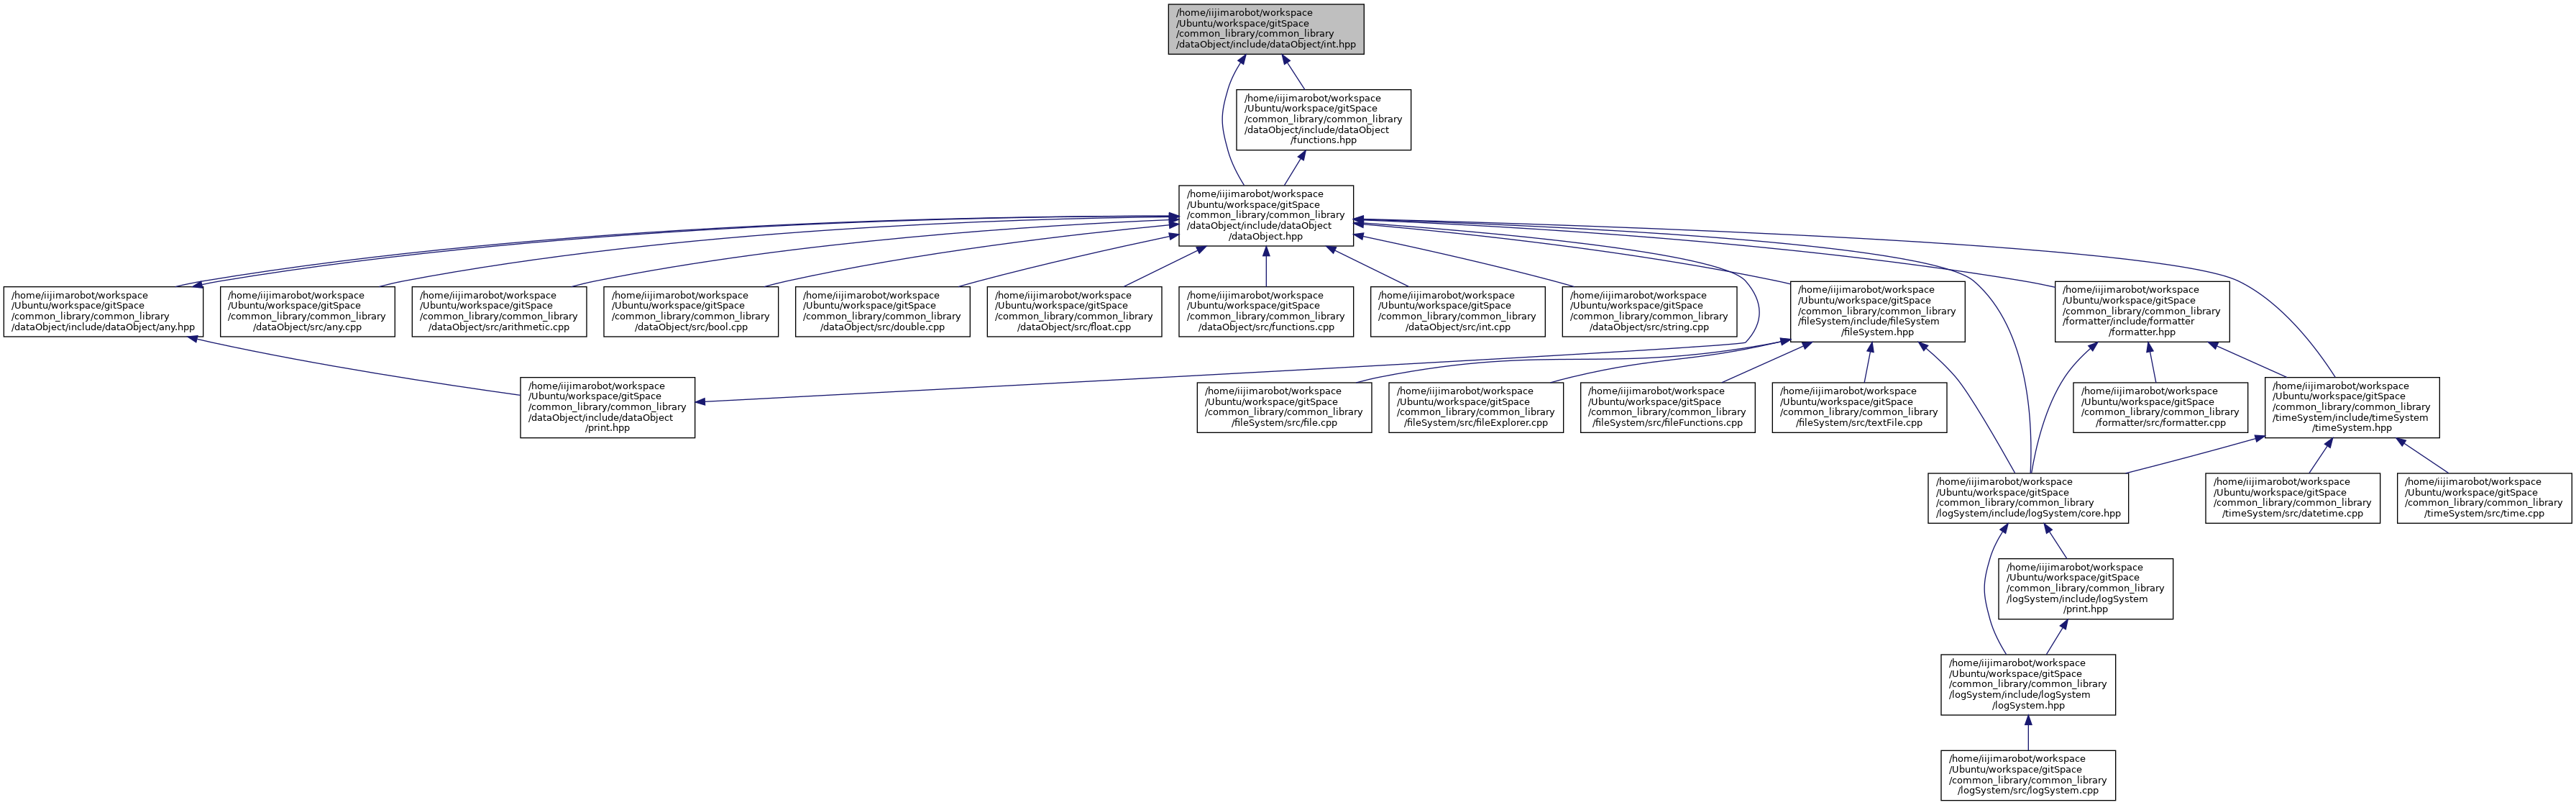 /home/iijimarobot/workspace
/Ubuntu/workspace/gitSpace
/common_library/common_library
/dataObject/include/dataObject/int.hpp
/home/iijimarobot/workspace
/Ubuntu/workspace/gitSpace
/common_library/common_library
/dataObject/include/dataObject
/functions.hpp
/home/iijimarobot/workspace
/Ubuntu/workspace/gitSpace
/common_library/common_library
/dataObject/include/dataObject
/dataObject.hpp
/home/iijimarobot/workspace
/Ubuntu/workspace/gitSpace
/common_library/common_library
/dataObject/include/dataObject/any.hpp
/home/iijimarobot/workspace
/Ubuntu/workspace/gitSpace
/common_library/common_library
/dataObject/src/any.cpp
/home/iijimarobot/workspace
/Ubuntu/workspace/gitSpace
/common_library/common_library
/dataObject/src/arithmetic.cpp
/home/iijimarobot/workspace
/Ubuntu/workspace/gitSpace
/common_library/common_library
/dataObject/src/bool.cpp
/home/iijimarobot/workspace
/Ubuntu/workspace/gitSpace
/common_library/common_library
/dataObject/src/double.cpp
/home/iijimarobot/workspace
/Ubuntu/workspace/gitSpace
/common_library/common_library
/dataObject/src/float.cpp
/home/iijimarobot/workspace
/Ubuntu/workspace/gitSpace
/common_library/common_library
/dataObject/src/functions.cpp
/home/iijimarobot/workspace
/Ubuntu/workspace/gitSpace
/common_library/common_library
/dataObject/src/int.cpp
/home/iijimarobot/workspace
/Ubuntu/workspace/gitSpace
/common_library/common_library
/dataObject/src/string.cpp
/home/iijimarobot/workspace
/Ubuntu/workspace/gitSpace
/common_library/common_library
/fileSystem/include/fileSystem
/fileSystem.hpp
/home/iijimarobot/workspace
/Ubuntu/workspace/gitSpace
/common_library/common_library
/formatter/include/formatter
/formatter.hpp
/home/iijimarobot/workspace
/Ubuntu/workspace/gitSpace
/common_library/common_library
/dataObject/include/dataObject
/print.hpp
/home/iijimarobot/workspace
/Ubuntu/workspace/gitSpace
/common_library/common_library
/fileSystem/src/file.cpp
/home/iijimarobot/workspace
/Ubuntu/workspace/gitSpace
/common_library/common_library
/fileSystem/src/fileExplorer.cpp
/home/iijimarobot/workspace
/Ubuntu/workspace/gitSpace
/common_library/common_library
/fileSystem/src/fileFunctions.cpp
/home/iijimarobot/workspace
/Ubuntu/workspace/gitSpace
/common_library/common_library
/fileSystem/src/textFile.cpp
/home/iijimarobot/workspace
/Ubuntu/workspace/gitSpace
/common_library/common_library
/formatter/src/formatter.cpp
/home/iijimarobot/workspace
/Ubuntu/workspace/gitSpace
/common_library/common_library
/timeSystem/include/timeSystem
/timeSystem.hpp
/home/iijimarobot/workspace
/Ubuntu/workspace/gitSpace
/common_library/common_library
/logSystem/include/logSystem/core.hpp
/home/iijimarobot/workspace
/Ubuntu/workspace/gitSpace
/common_library/common_library
/timeSystem/src/datetime.cpp
/home/iijimarobot/workspace
/Ubuntu/workspace/gitSpace
/common_library/common_library
/timeSystem/src/time.cpp
/home/iijimarobot/workspace
/Ubuntu/workspace/gitSpace
/common_library/common_library
/logSystem/include/logSystem
/print.hpp
/home/iijimarobot/workspace
/Ubuntu/workspace/gitSpace
/common_library/common_library
/logSystem/include/logSystem
/logSystem.hpp
/home/iijimarobot/workspace
/Ubuntu/workspace/gitSpace
/common_library/common_library
/logSystem/src/logSystem.cpp